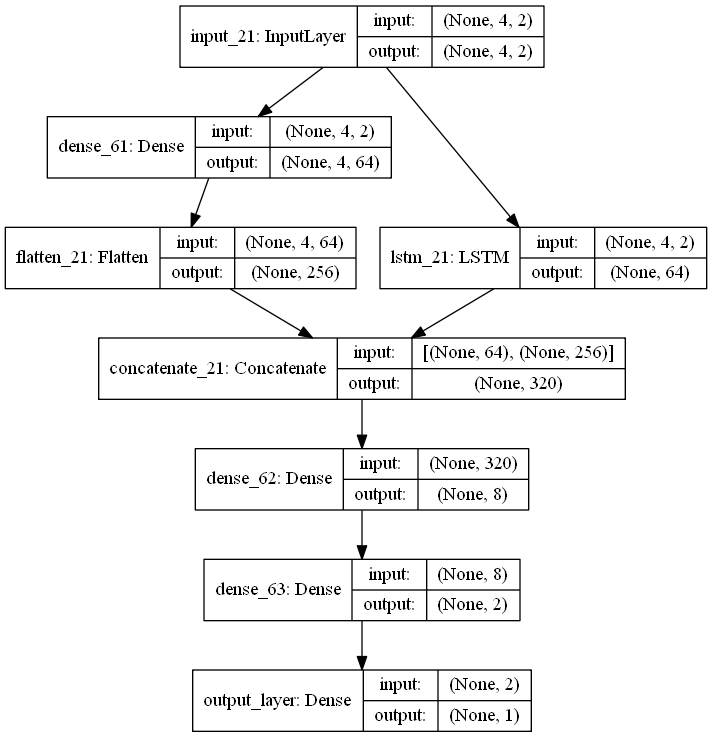 input_21: InputLayer
input: (None, 4, 2)
output: (None, 4, 2)
dense_61: Dense
input: (None, 4, 2)
output: (None, 4, 64)
flatten_21: Flatten
input: (None, 4, 64)
output: (None, 256)
lstm_21: LSTM
input: (None, 4, 2)
output: (None, 64)
concatenate_21: Concatenate
input: [(None, 64), (None, 256)]
output: (None, 320)
dense_62: Dense
input: (None, 320)
output: (None, 8)
dense_63: Dense
input: (None, 8)
output: (None, 2)
output_layer: Dense
input: (None, 2)
output: (None, 1)